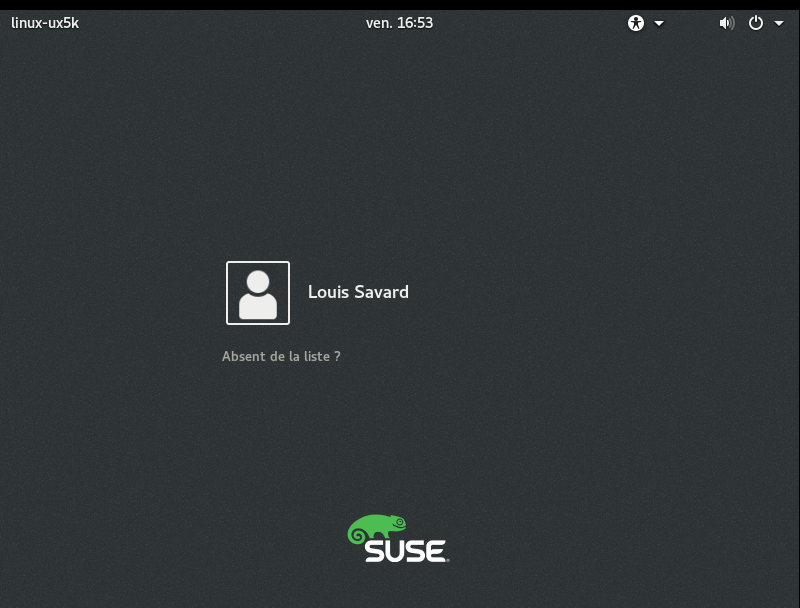 linux-ux5k
ven. 16:53
Louis Savard
Absent de la liste ?
SUSE